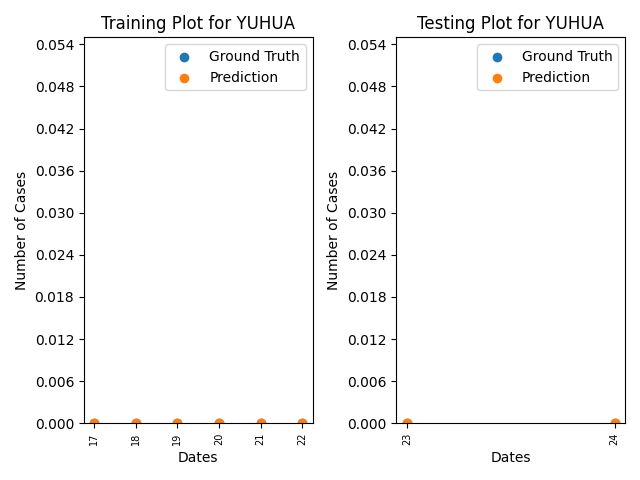 Training Plot for YUHUA
0.054
0.048
0.042
0.036
0.030
0.024
0.018
0.012
0.006
0.000
Number of Cases
Ground Truth
Prediction
17
18
19
20
21
22
Dates
Testing Plot for YUHUA
0.054
0.048
0.042
0.036
0.030
0.024
0.018
0.012
0.006
0.000
Number of Cases
Ground Truth
Prediction
23
24
Dates